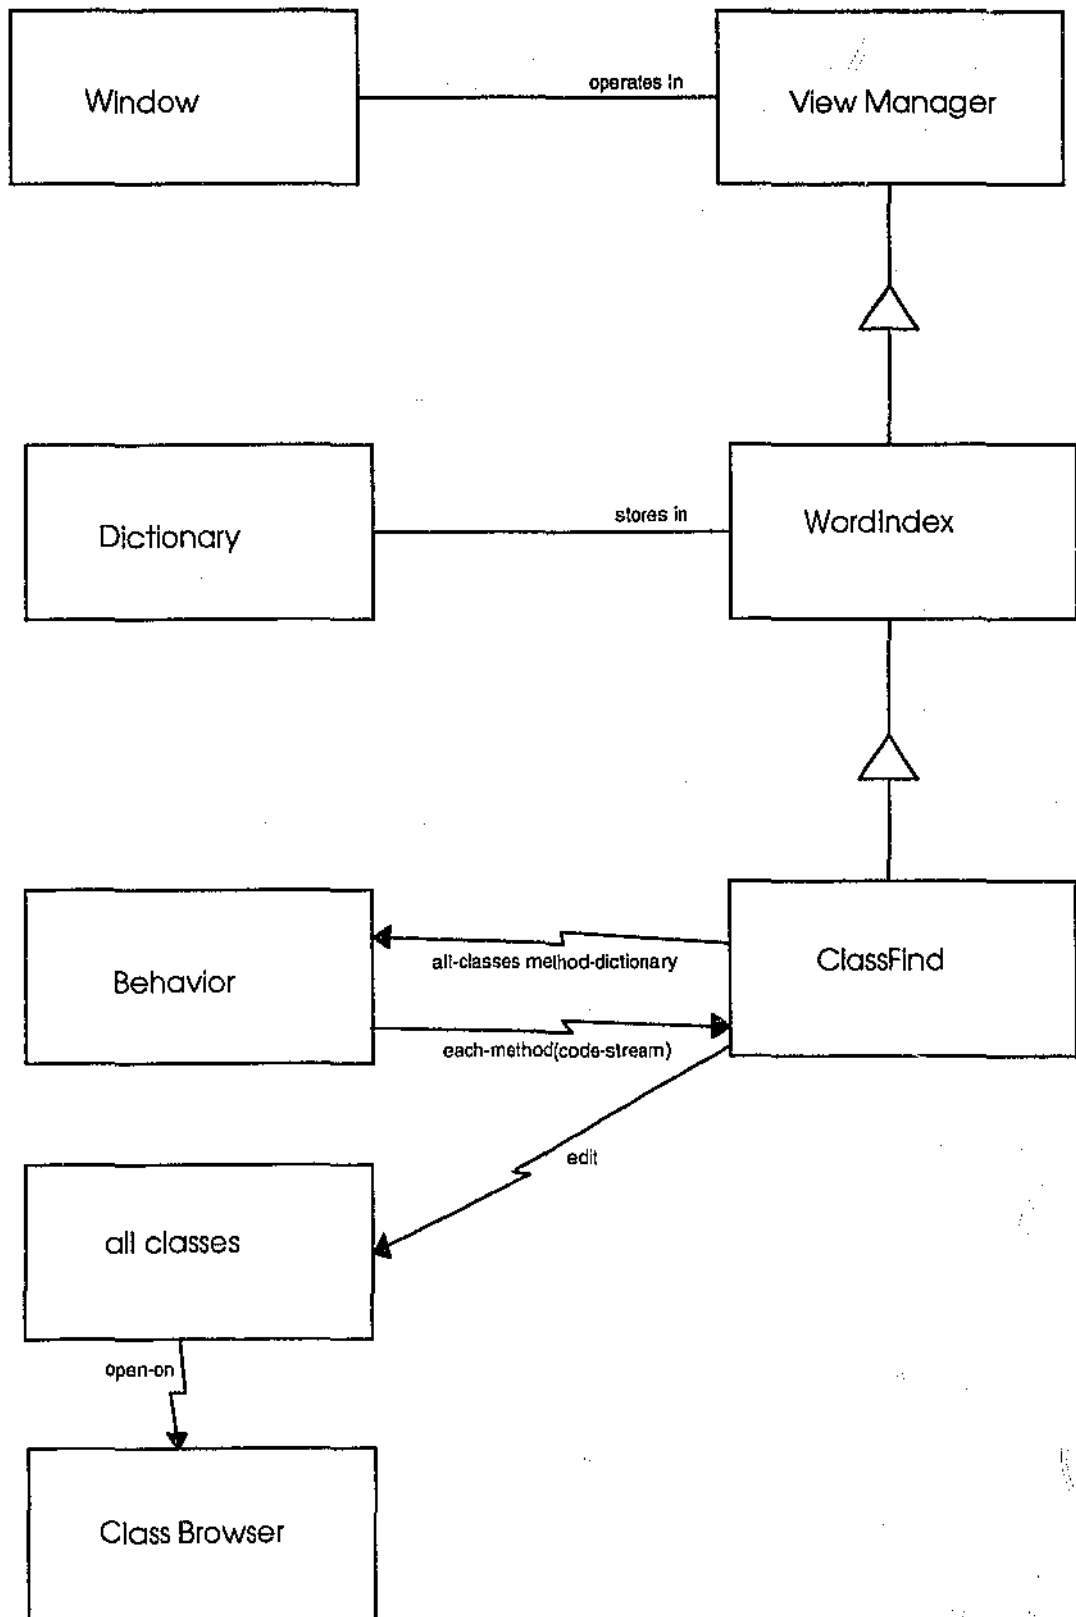 Window
operates in
View Manager
Dictionary
stores in
WordIndex
Behavior
all-classes method-dictionary
each-method(code-stream)
ClassFind
edit
all classes
open-on
Class Browser